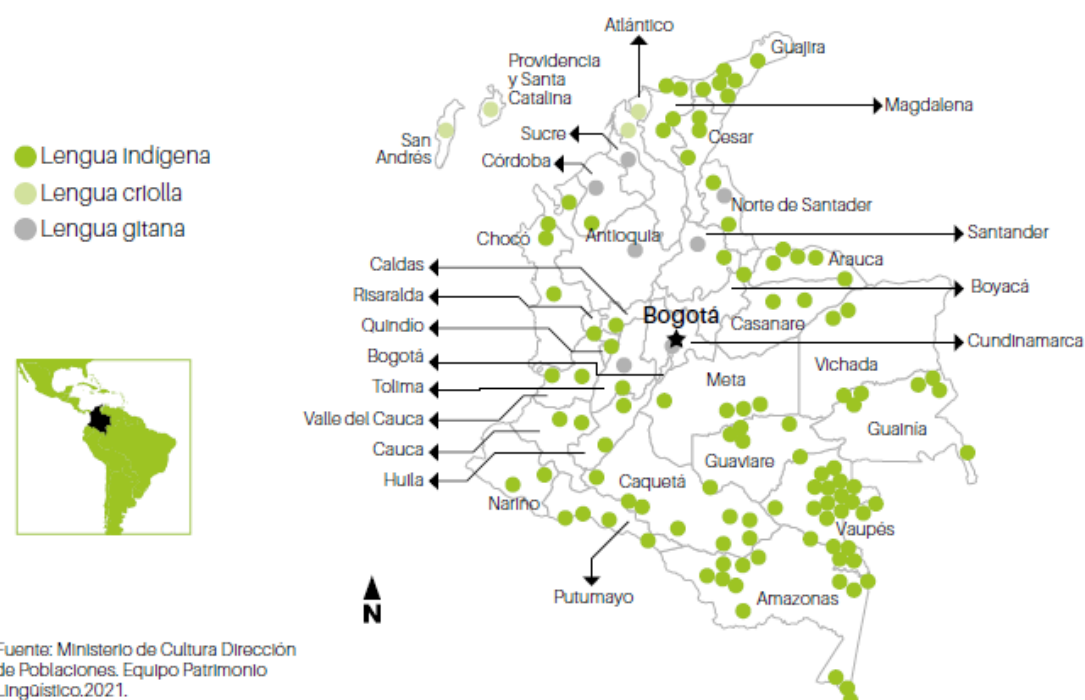 Atlántico
Guajira
Providencia
y Santa
Catalina
Magdalena
San
Andrés
Sucre
Cesar
Lengua indígena
Lengua criolla
Lengua gitana
Córdoba
Norte de Santader
Chocó
Antioquia
Santander
Caldas
Arauca
Risaralda
Boyacá
Quindio
Bogotá
Casanare
Cundinamarca
Bogotá
Vichada
Tolima
Meta
Valle del Cauca
Guainía
Cauca
Guaviare
Huila
Caquetá
Nariño
Vaupés
Putumayo
Amazonas
N
Fuente: Ministerio de Cultura Dirección
de Poblaciones. Equipo Patrimonio
Lingüístico.2021.